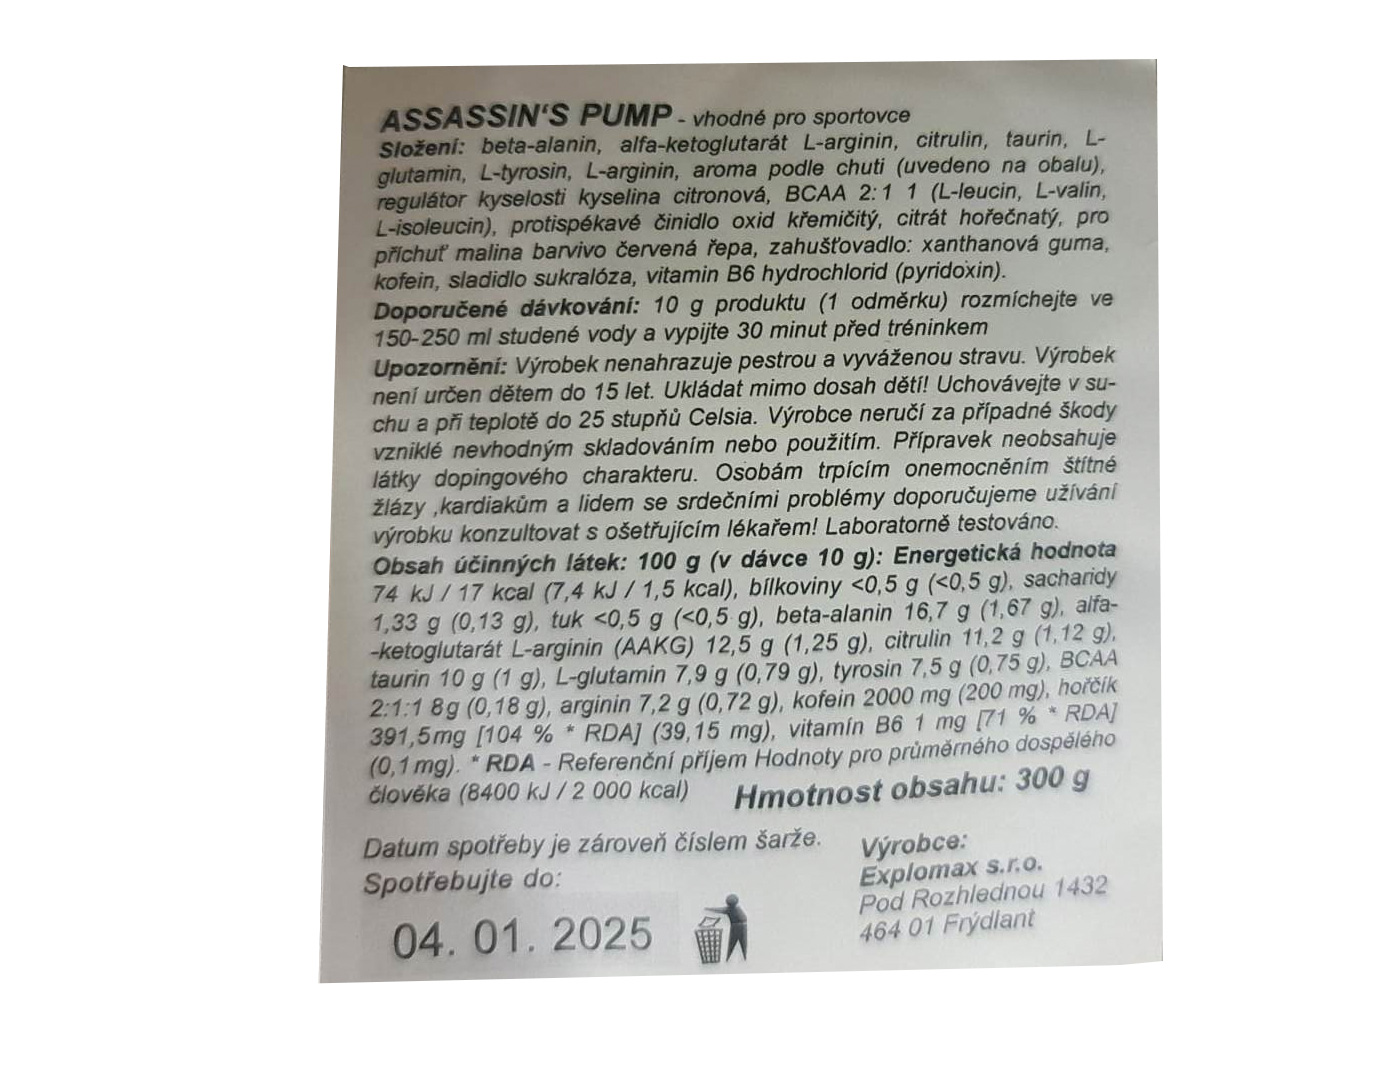 ASSASSIN'S PUMP - vhodné pro sportovce
Složení: beta-alanin, alfa-ketoglutarát L-arginin, citrulin, taurin, L-
glutamin, L-tyrosin, L-arginin, aroma podle chuti (uvedeno na obalu),
regulátor kyselosti kyselina citronová, BCAA 2:1 1 (L-leucin, L-valin,
L-isoleucin), protispékavé činidlo oxid křemičitý, citrát hořečnatý, pro
příchuť malina barvivo červená řepa, zahušťovadlo: xanthanová guma,
kofein, sladidlo sukralóza, vitamin B6 hydrochlorid (pyridoxin).
Doporučené dávkování: 10 g produktu (1 odměrku) rozmíchejte ve
150-250 ml studené vody a vypijte 30 minut před tréninkem
Upozornění: Výrobek nenahrazuje pestrou a vyváženou stravu. Výrobek
není určen dětem do 15 let. Ukládat mimo dosah dětí! Uchovávejte v su-
chu a při teplotě do 25 stupňů Celsia. Výrobce neručí za případné škody
vzniklé nevhodným skladováním nebo použitím. Přípravek neobsahuje
látky dopingového charakteru. Osobám trpícím onemocněním štítné
žlázy ,kardiakům a lidem se srdečními problémy doporučujeme užívání
výrobku konzultovat s ošetřujícím lékařem! Laboratorně testováno.
Obsah účinných látek: 100 g (v dávce 10 g): Energetická hodnota
74 kJ / 17 kcal (7,4 kJ / 1,5 kcal), bílkoviny <0,5 g (<0,5 g), sacharidy
1,33 g (0,13 g), tuk <0,5 g (<0,5 g), beta-alanin 16,7 g (1,67 g), alfa-
-ketoglutarát L-arginin (AAKG) 12,5 g (1,25 g), citrulin 11,2 g (1,12 g),
taurin 10 g (1 g), L-glutamin 7,9 g (0,79 g), tyrosin 7,5 g (0,75 g), BCAA
2:1:1 8g (0,18 g), arginin 7,2 g (0,72 g), kofein 2000 mg (200 mg), hořčík
391,5mg [104 % * RDA] (39,15 mg), vitamín B6 1 mg [71 % * RDA]
(0,1mg). * RDA - Referenční příjem Hodnoty pro průměrného dospělého
člověka (8400 kJ / 2 000 kcal) Hmotnost obsahu: 300 g
Datum spotřeby je zároveň číslem šarže.
Spotřebujte do:
04. 01. 2025
Výrobce:
Explomax s.r.o.
Pod Rozhlednou 1432
464 01 Frýdlant